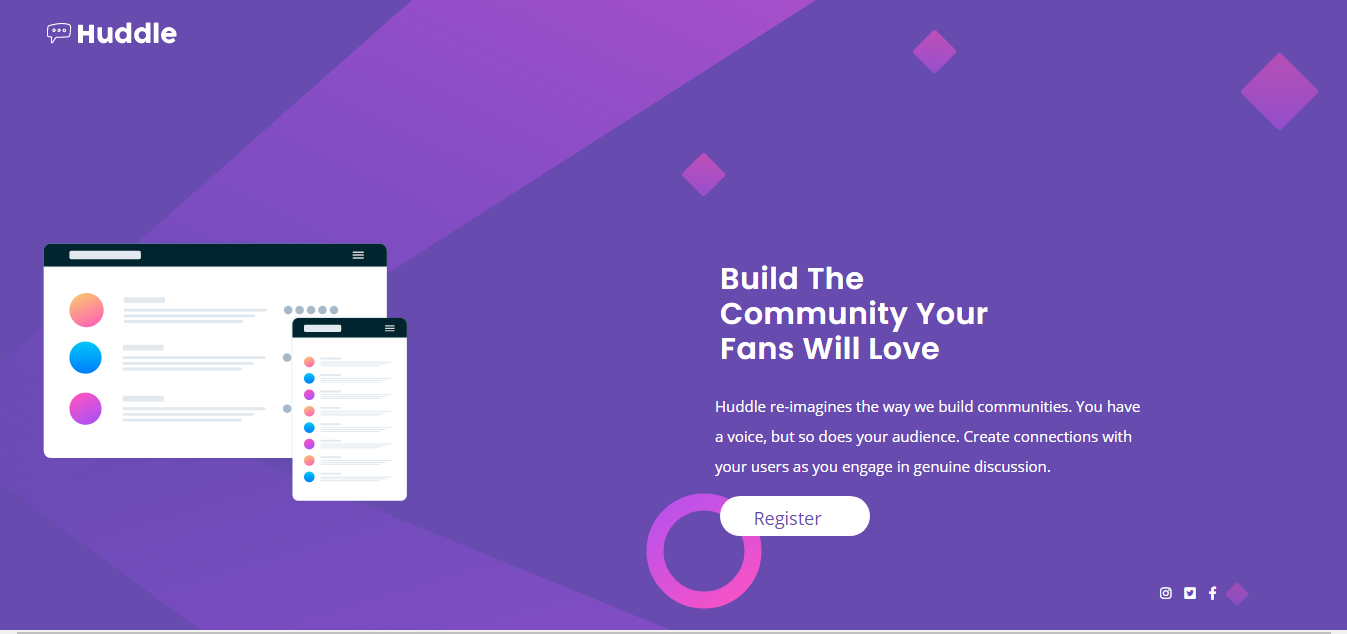 Huddle
Build The
Community Your
Fans Will Love
Huddle re-imagines the way we build communities. You have
a voice, but so does your audience. Create connections with
your users as you engage in genuine discussion.
Register